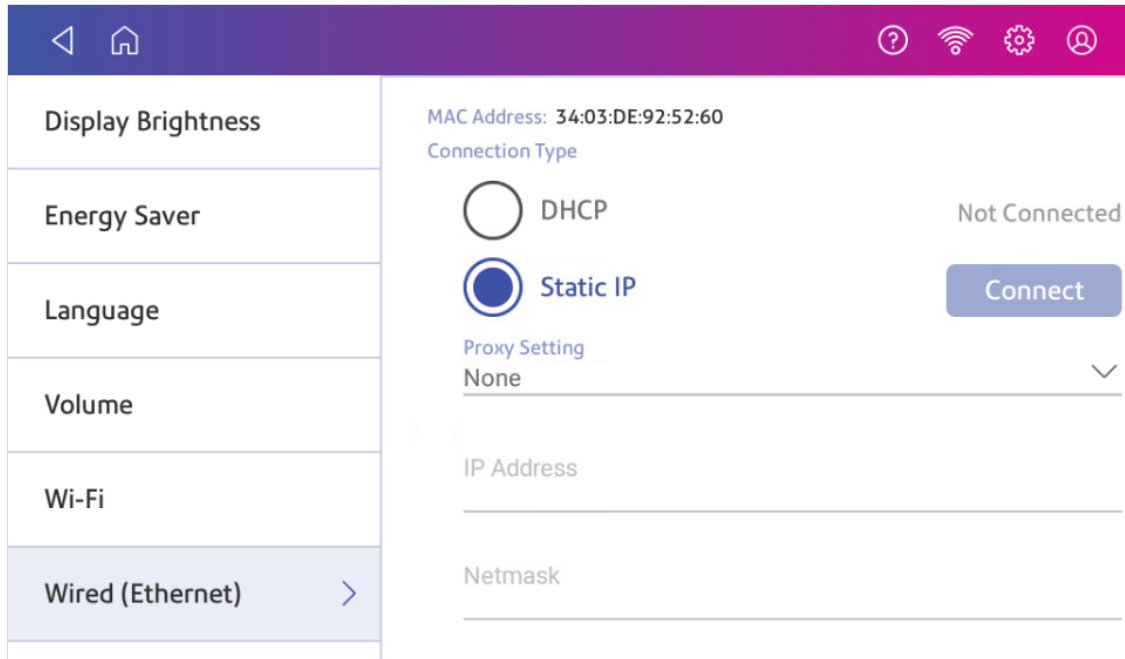 Display Brightness
Energy Saver
Language
Volume
Wi-Fi
Wired (Ethernet)
MAC Address: 34:03:DE:92:52:60
Connection Type
DHCP
Not Connected
Static IP
Connect
Proxy Setting
None
IP Address
Netmask